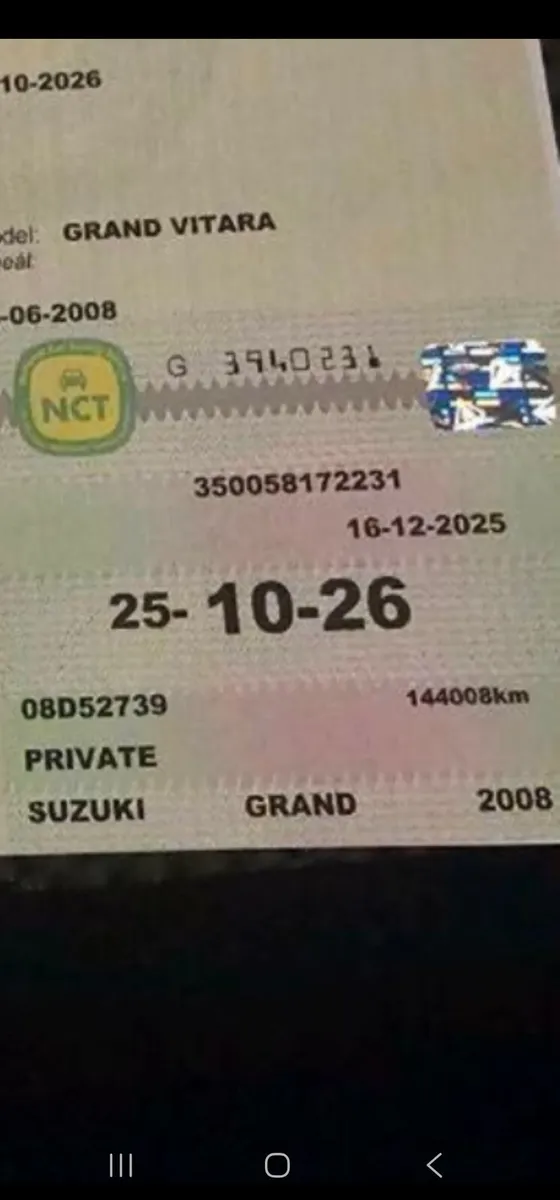 10-2026
del: GRAND VITARA
oeál:
-06-2008
NCT G 3940231
350058172231
16-12-2025
25- 10-26
08D52739 144008km
PRIVATE
SUZUKI GRAND 2008